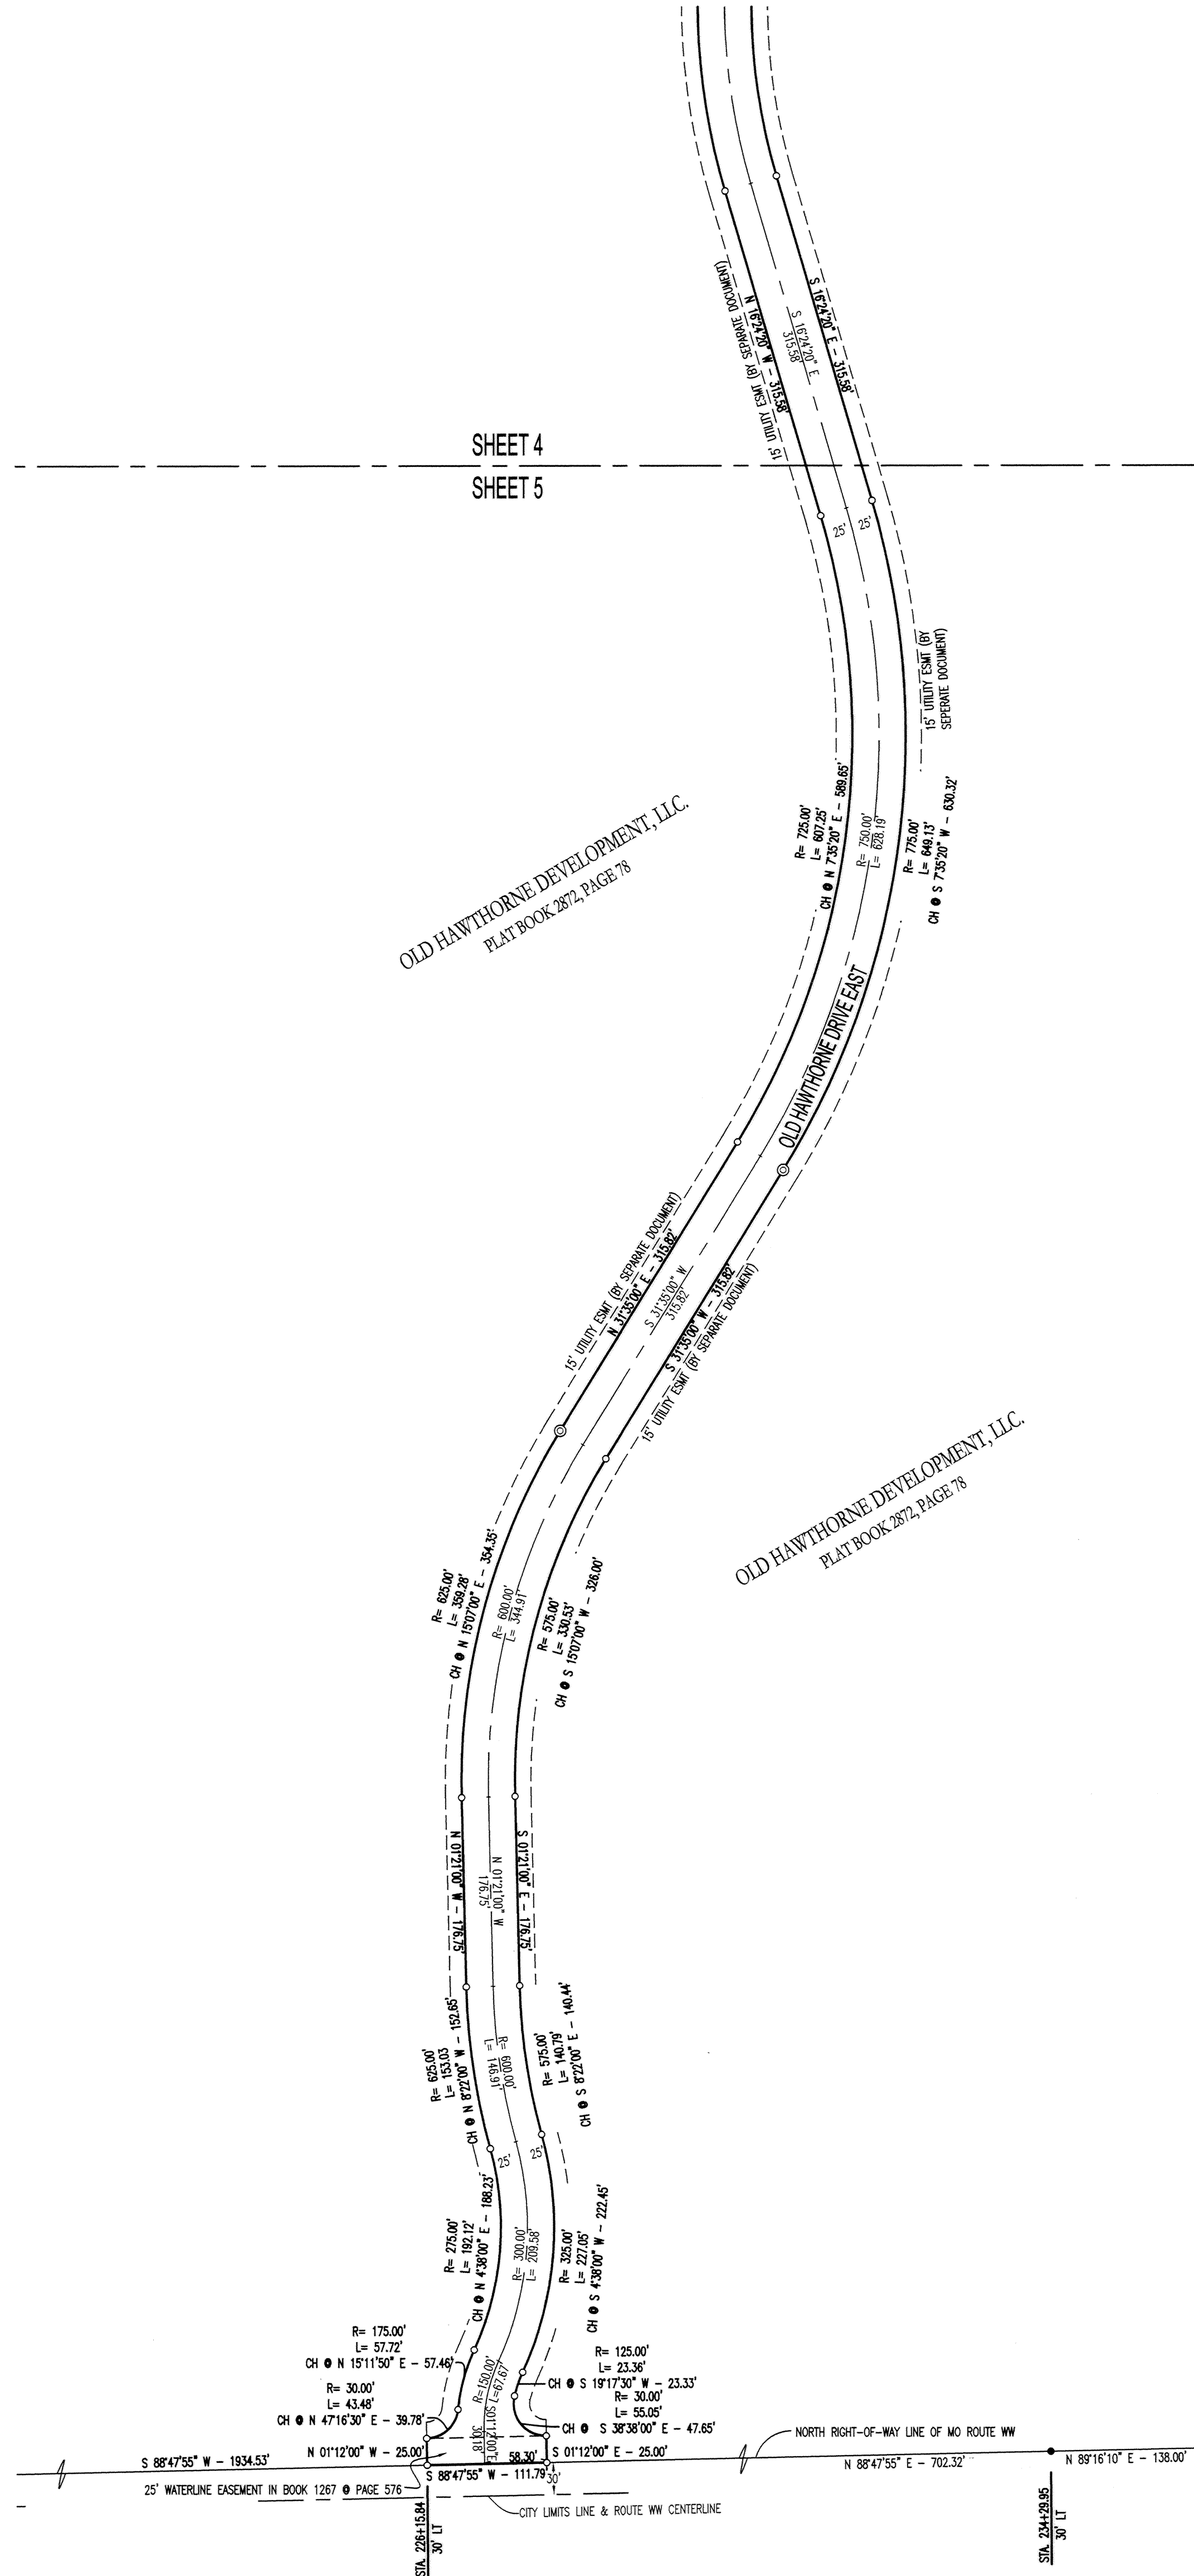 15' UTILITY ESMT (BY SEPARATE DOCUMENT)
N 16°24'20" W - 315.58'
S 16°24'20" E
315.58'
S 16°24'20" E - 315.58'
SHEET 4
SHEET 5
25'
25'
15' UTILITY ESMT (BY
SEPERATE DOCUMENT)
R= 725.00'
L= 607.25'
CH @ N 7°35'20" E - 589.65'
R= 750.00'
L= 628.19'
R= 775.00'
L= 649.13'
CH @ S 7°35'20" W - 630.32'
OLD HAWTHORNE DEVELOPMENT, LLC.
PLAT BOOK 2872, PAGE 78
OLD HAWTHORNE DRIVE EAST
15' UTILITY ESMT (BY SEPARATE DOCUMENT)
N 31°35'00" E - 315.82'
S 31°35'00" W
315.82'
S 31°35'00" W - 315.82'
15' UTILITY ESMT (BY SEPARATE DOCUMENT)
OLD HAWTHORNE DEVELOPMENT, LLC.
PLAT BOOK 2872, PAGE 78
R= 625.00'
L= 359.28'
CH @ N 15°07'00" E - 354.35'
R= 600.00'
L= 344.91'
R= 575.00'
L= 330.53'
CH @ S 15°07'00" W - 326.00'
N 01°21'00" W - 176.75'
N 01°21'00" W
176.75'
S 01°21'00" E - 176.75'
R= 625.00'
L= 153.03
CH @ N 8°22'00" W - 152.65'
R= 600.00'
L= 146.91'
R= 575.00'
L= 140.79'
CH @ S 8°22'00" E - 140.44'
25'
25'
R= 275.00'
L= 192.12'
CH @ N 4°38'00" E - 188.23'
R= 300.00'
L= 209.58'
R= 325.00'
L= 227.05'
CH @ S 4°38'00" W - 222.45'
R= 175.00'
L= 57.72'
CH @ N 15°11'50" E - 57.46'
R= 30.00'
L= 43.48'
CH @ N 47°16'30" E - 39.78'
R=150.00'
L=67.67'
R= 125.00'
L= 23.36'
CH @ S 19°17'30" W - 23.33'
R= 30.00'
L= 55.05'
CH @ S 38°38'00" E - 47.65'
S01°12'00"E
30.18'
N 01°12'00" W - 25.00'
58.30'
S 01°12'00" E - 25.00'
NORTH RIGHT-OF-WAY LINE OF MO ROUTE WW
S 88°47'55" W - 1934.53'
S 88°47'55" W - 111.79'
30'
N 88°47'55" E - 702.32'
N 89°16'10" E - 138.00'
25' WATERLINE EASEMENT IN BOOK 1267 @ PAGE 576
CITY LIMITS LINE & ROUTE WW CENTERLINE
STA. 226+15.84
30' LT
STA. 234+29.95
30' LT